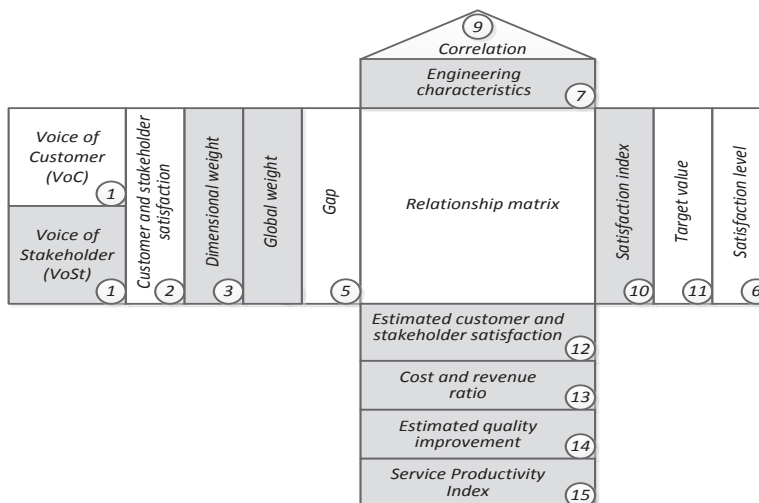 9
Correlation
Engineering
characteristics
7
Voice of
Customer
(VoC)
1
Voice of
Stakeholder
(VoSt)
1
Customer and stakeholder
satisfaction
2
Dimensional weight
3
Global weight
Gap
5
Relationship matrix
Satisfaction index
10
Target value
11
Satisfaction level
6
Estimated customer and
stakeholder satisfaction
12
Cost and revenue
ratio
13
Estimated quality
improvement
14
Service Productivity
Index
15